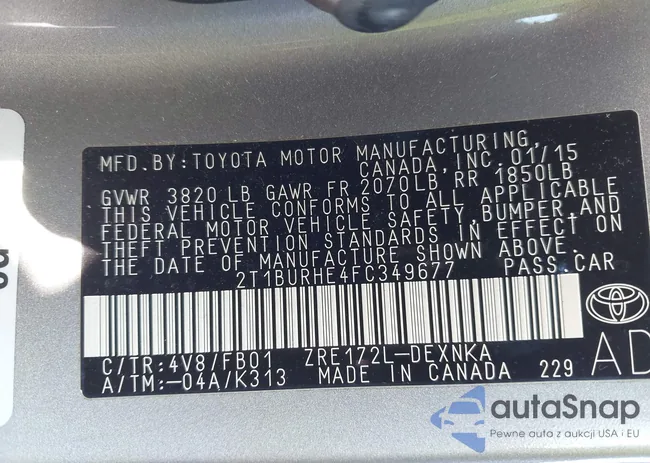 MFD. BY: TOYOTA MOTOR MANUFACTURING,
CANADA, INC. 01/15
GVWR 3820 LB GAWR FR 2070LB RR 1850LB
THIS VEHICLE CONFORMS TO ALL APPLICABLE
FEDERAL MOTOR VEHICLE SAFETY, BUMPER, AND
THEFT PREVENTION STANDARDS IN EFFECT ON
THE DATE OF MANUFACTURE SHOWN ABOVE.
2T1BURHE4FC349677 PASS.CAR
C/TR: 4V8/FB01 ZRE172L-DEXNKA
A/TM: -04A/K313 MADE IN CANADA 229
AD
autaSnap
Pewne auta z aukcji USA i EU